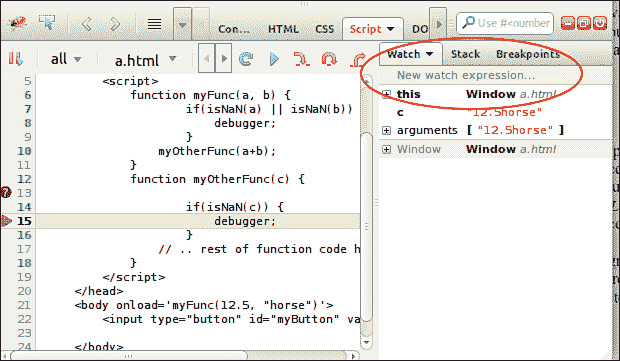 Con... HTML CSS Script DO
Use #<number
all a.html
5 <script>
6 function myFunc(a, b) {
7 if(isNaN(a) || isNaN(b))
8 debugger;
9 }
10 myOtherFunc(a+b);
11 }
12 function myOtherFunc(c) {
13
14 if(isNaN(c)) {
15 debugger;
16 }
17 // .. rest of function code h
18 }
19 </script>
20 </head>
21 <body onload='myFunc(12.5, "horse")'>
22 <input type="button" id="myButton" va
23
24 </body>
Watch Stack Breakpoints
New watch expression...
this Window a.html
c "12.5horse"
arguments [ "12.5horse" ]
Window Window a.html